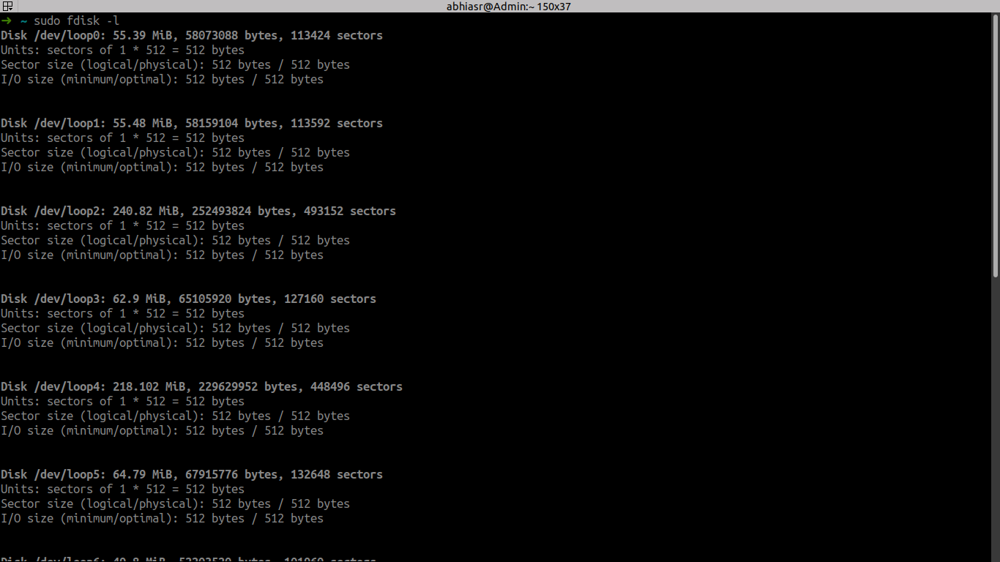 abhiasr@Admin:~ 150x37
➜ ~ sudo fdisk -l
Disk /dev/loop0: 55.39 MiB, 58073088 bytes, 113424 sectors
Units: sectors of 1 * 512 = 512 bytes
Sector size (logical/physical): 512 bytes / 512 bytes
I/O size (minimum/optimal): 512 bytes / 512 bytes
Disk /dev/loop1: 55.48 MiB, 58159104 bytes, 113592 sectors
Units: sectors of 1 * 512 = 512 bytes
Sector size (logical/physical): 512 bytes / 512 bytes
I/O size (minimum/optimal): 512 bytes / 512 bytes
Disk /dev/loop2: 240.82 MiB, 252493824 bytes, 493152 sectors
Units: sectors of 1 * 512 = 512 bytes
Sector size (logical/physical): 512 bytes / 512 bytes
I/O size (minimum/optimal): 512 bytes / 512 bytes
Disk /dev/loop3: 62.9 MiB, 65105920 bytes, 127160 sectors
Units: sectors of 1 * 512 = 512 bytes
Sector size (logical/physical): 512 bytes / 512 bytes
I/O size (minimum/optimal): 512 bytes / 512 bytes
Disk /dev/loop4: 218.102 MiB, 229629952 bytes, 448496 sectors
Units: sectors of 1 * 512 = 512 bytes
Sector size (logical/physical): 512 bytes / 512 bytes
I/O size (minimum/optimal): 512 bytes / 512 bytes
Disk /dev/loop5: 64.79 MiB, 67915776 bytes, 132648 sectors
Units: sectors of 1 * 512 = 512 bytes
Sector size (logical/physical): 512 bytes / 512 bytes
I/O size (minimum/optimal): 512 bytes / 512 bytes
Disk /dev/loop6: MiB, bytes, sectors